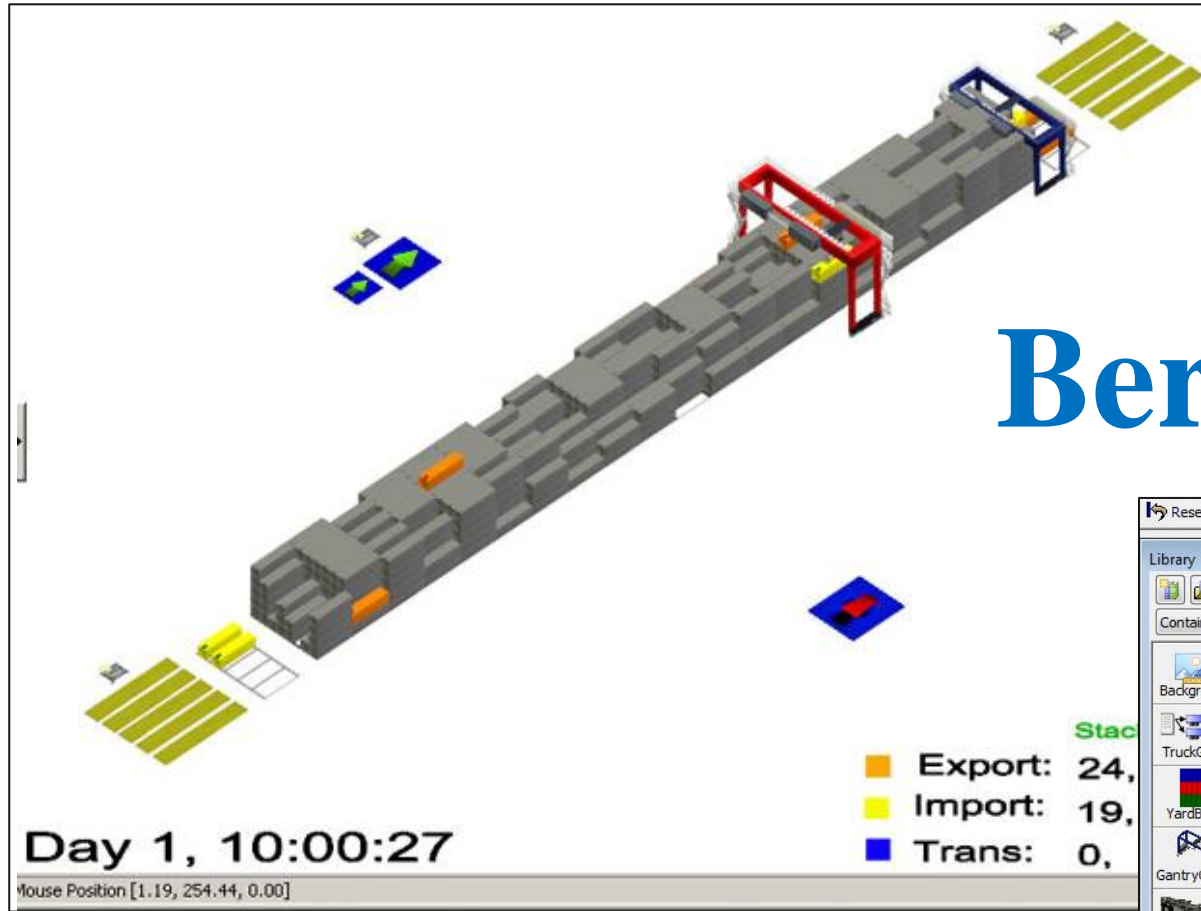 Ber
Rese
Library
Contai
Backgr
TruckG
YardB
Gantry
Stac
Export: 24,
Import: 19,
Trans: 0,
Day 1, 10:00:27
Mouse Position [1.19, 254.44, 0.00]